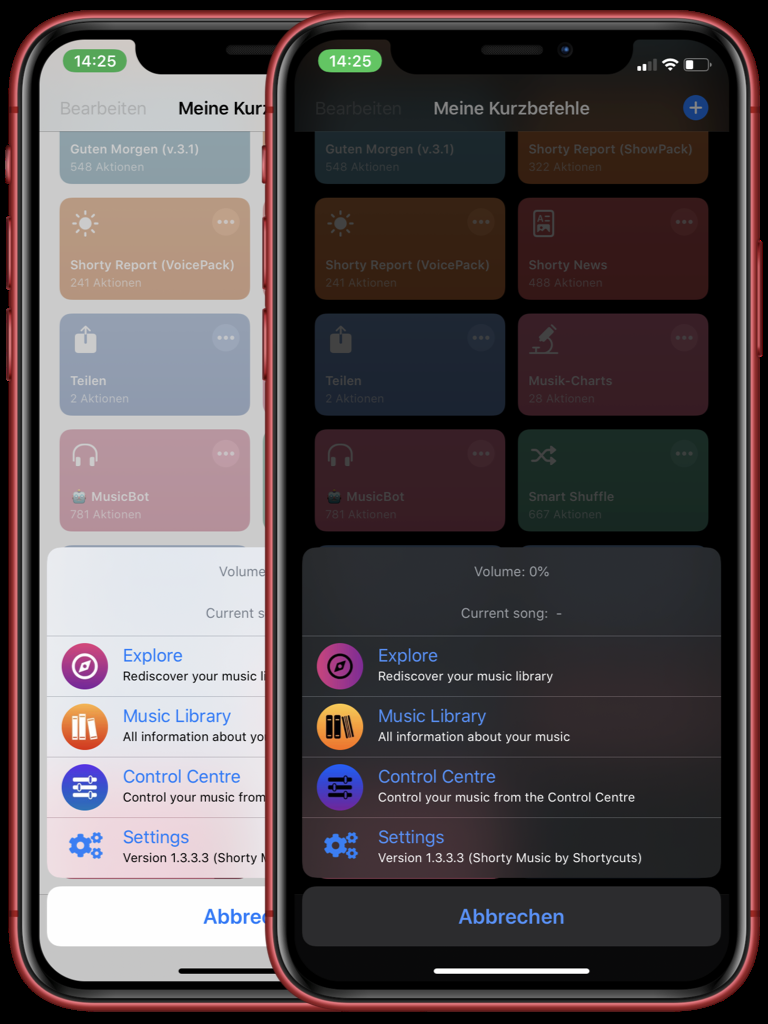 14:25
Bearbeiten
Meine Kurz
Guten Morgen (v.3.1)
548 Aktionen
Shorty Report (VoicePack)
241 Aktionen
Teilen
2 Aktionen
MusicBot
781 Aktionen
Volume
Current s
Explore
Rediscover your music li
Music Library
All information about yo
Control Centre
Control your music from
Settings
Version 1.3.3.3 (Shorty M
Abbre
14:25
Bearbeiten
Meine Kurzbefehle
Guten Morgen (v.3.1)
548 Aktionen
Shorty Report (ShowPack)
322 Aktionen
Shorty Report (VoicePack)
241 Aktionen
Shorty News
488 Aktionen
Teilen
2 Aktionen
Musik-Charts
28 Aktionen
MusicBot
781 Aktionen
Smart Shuffle
667 Aktionen
Volume: 0%
Current song: -
Explore
Rediscover your music library
Music Library
All information about your music
Control Centre
Control your music from the Control Centre
Settings
Version 1.3.3.3 (Shorty Music by Shortycuts)
Abbrechen